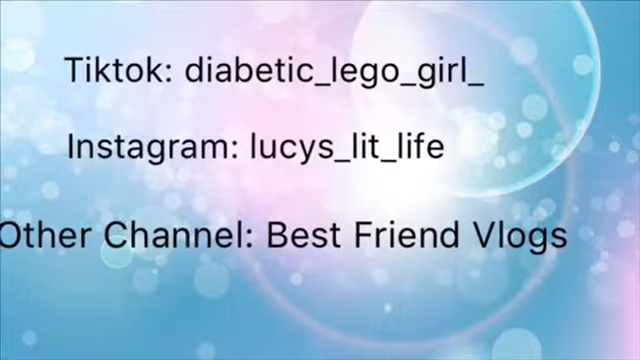 Tiktok: diabetic_lego_girl_
Instagram: lucys_lit_life
Other Channel: Best Friend Vlogs